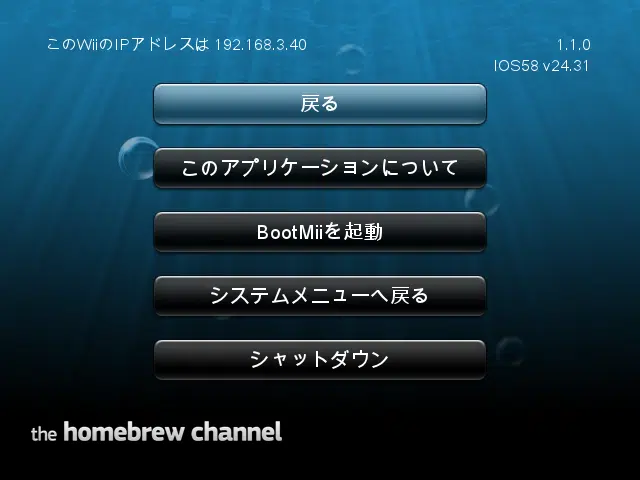 このWiiのIPアドレスは 192.168.3.40
1.1.0
IOS58 v24.31
戻る
このアプリケーションについて
BootMiiを起動
システムメニューへ戻る
シャットダウン
the homebrew channel